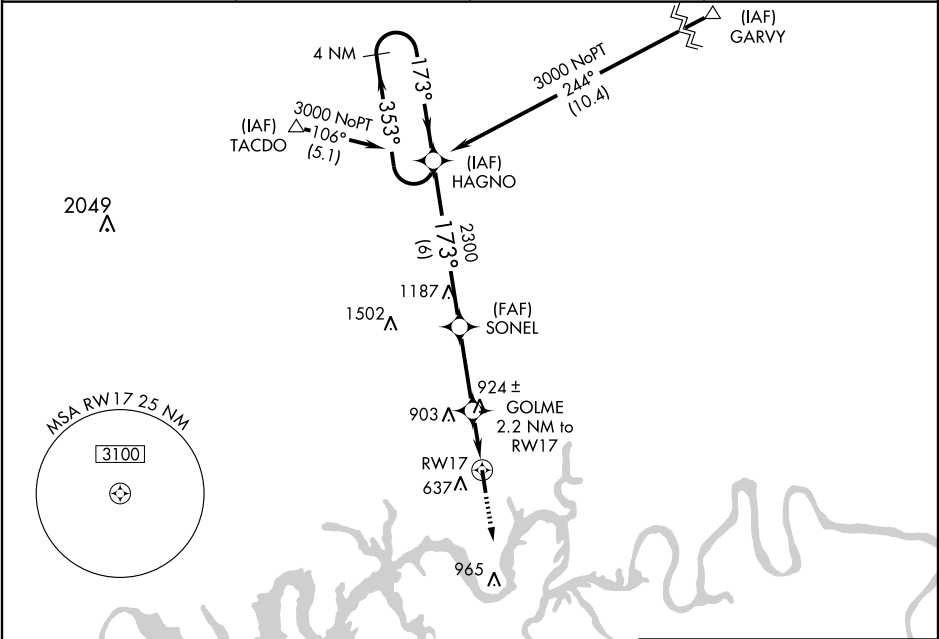 (IAF)
GARVY
4 NM
173°
353°
3000 NoPT
244°
(10.4)
3000 NoPT
106°
(5.1)
(IAF)
TACDO
(IAF)
HAGNO
2049
2300
173°
(6)
1187
1502
(FAF)
SONEL
924 ±
903
GOLME
2.2 NM to
RW17
MSA RW17 25 NM
3100
RW17
637
965